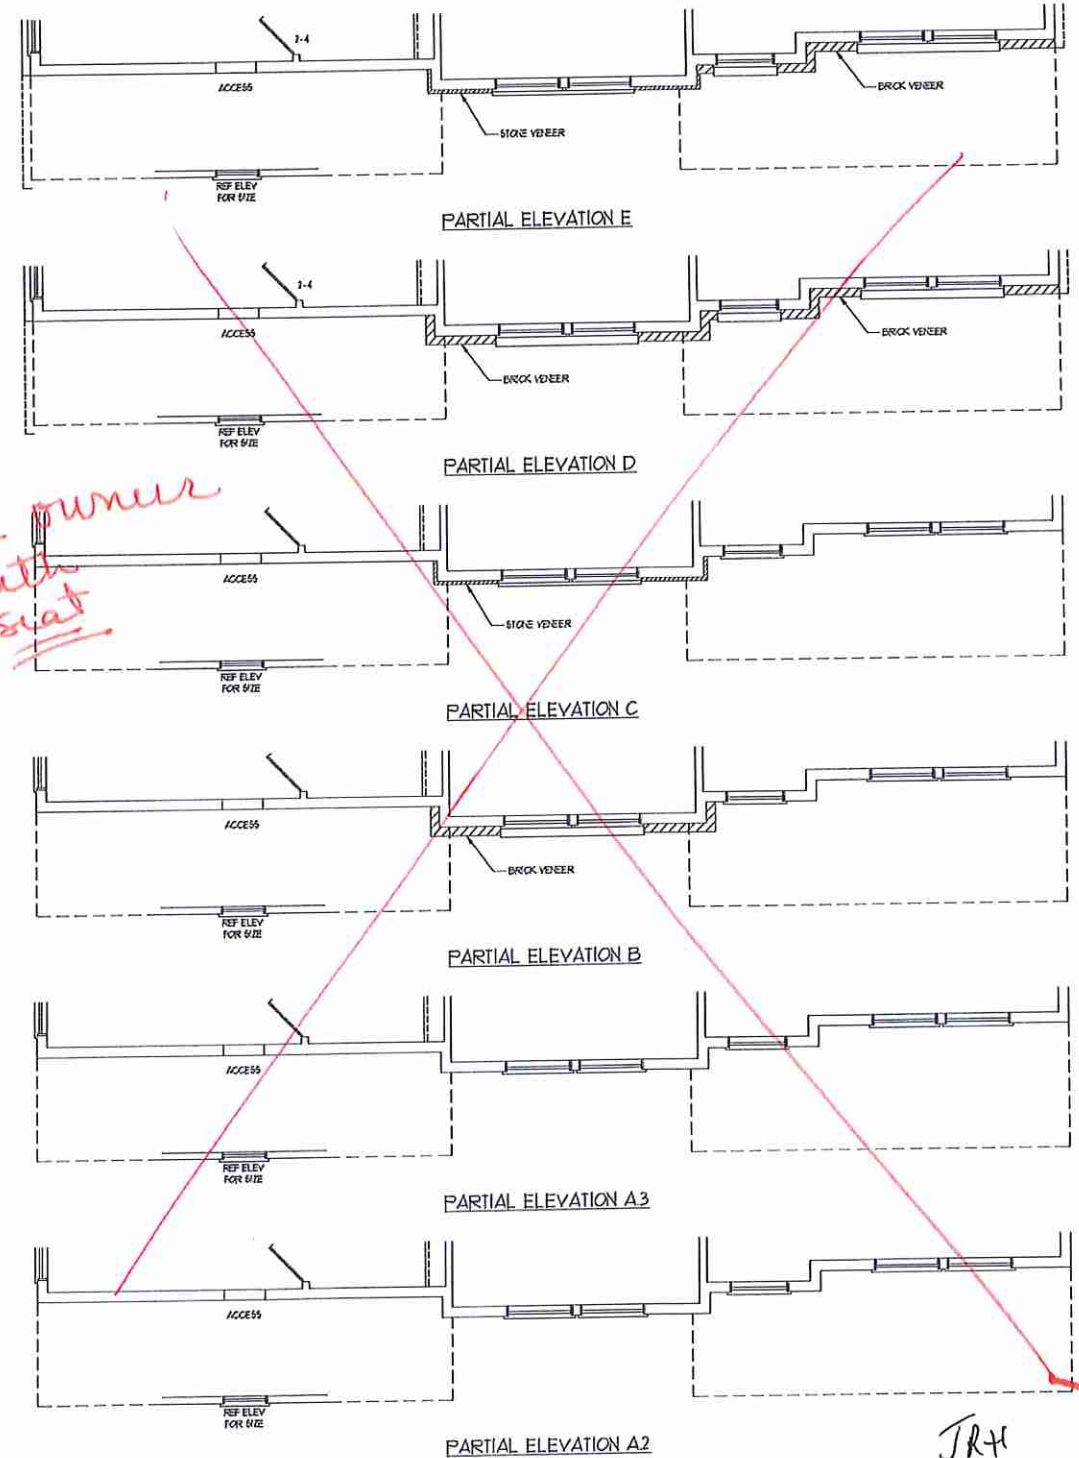 2-4
ACCESS
BRICK VENEER
STONE VENEER
REF ELEV
FOR SIZE
PARTIAL ELEVATION E
2-4
ACCESS
BRICK VENEER
BRICK VENEER
REF ELEV
FOR SIZE
PARTIAL ELEVATION D
owner
ACCESS
STONE VENEER
REF ELEV
FOR SIZE
PARTIAL ELEVATION C
ACCESS
BRICK VENEER
REF ELEV
FOR SIZE
PARTIAL ELEVATION B
ACCESS
REF ELEV
FOR SIZE
PARTIAL ELEVATION A.3
ACCESS
REF ELEV
FOR SIZE
PARTIAL ELEVATION A.2
JRH